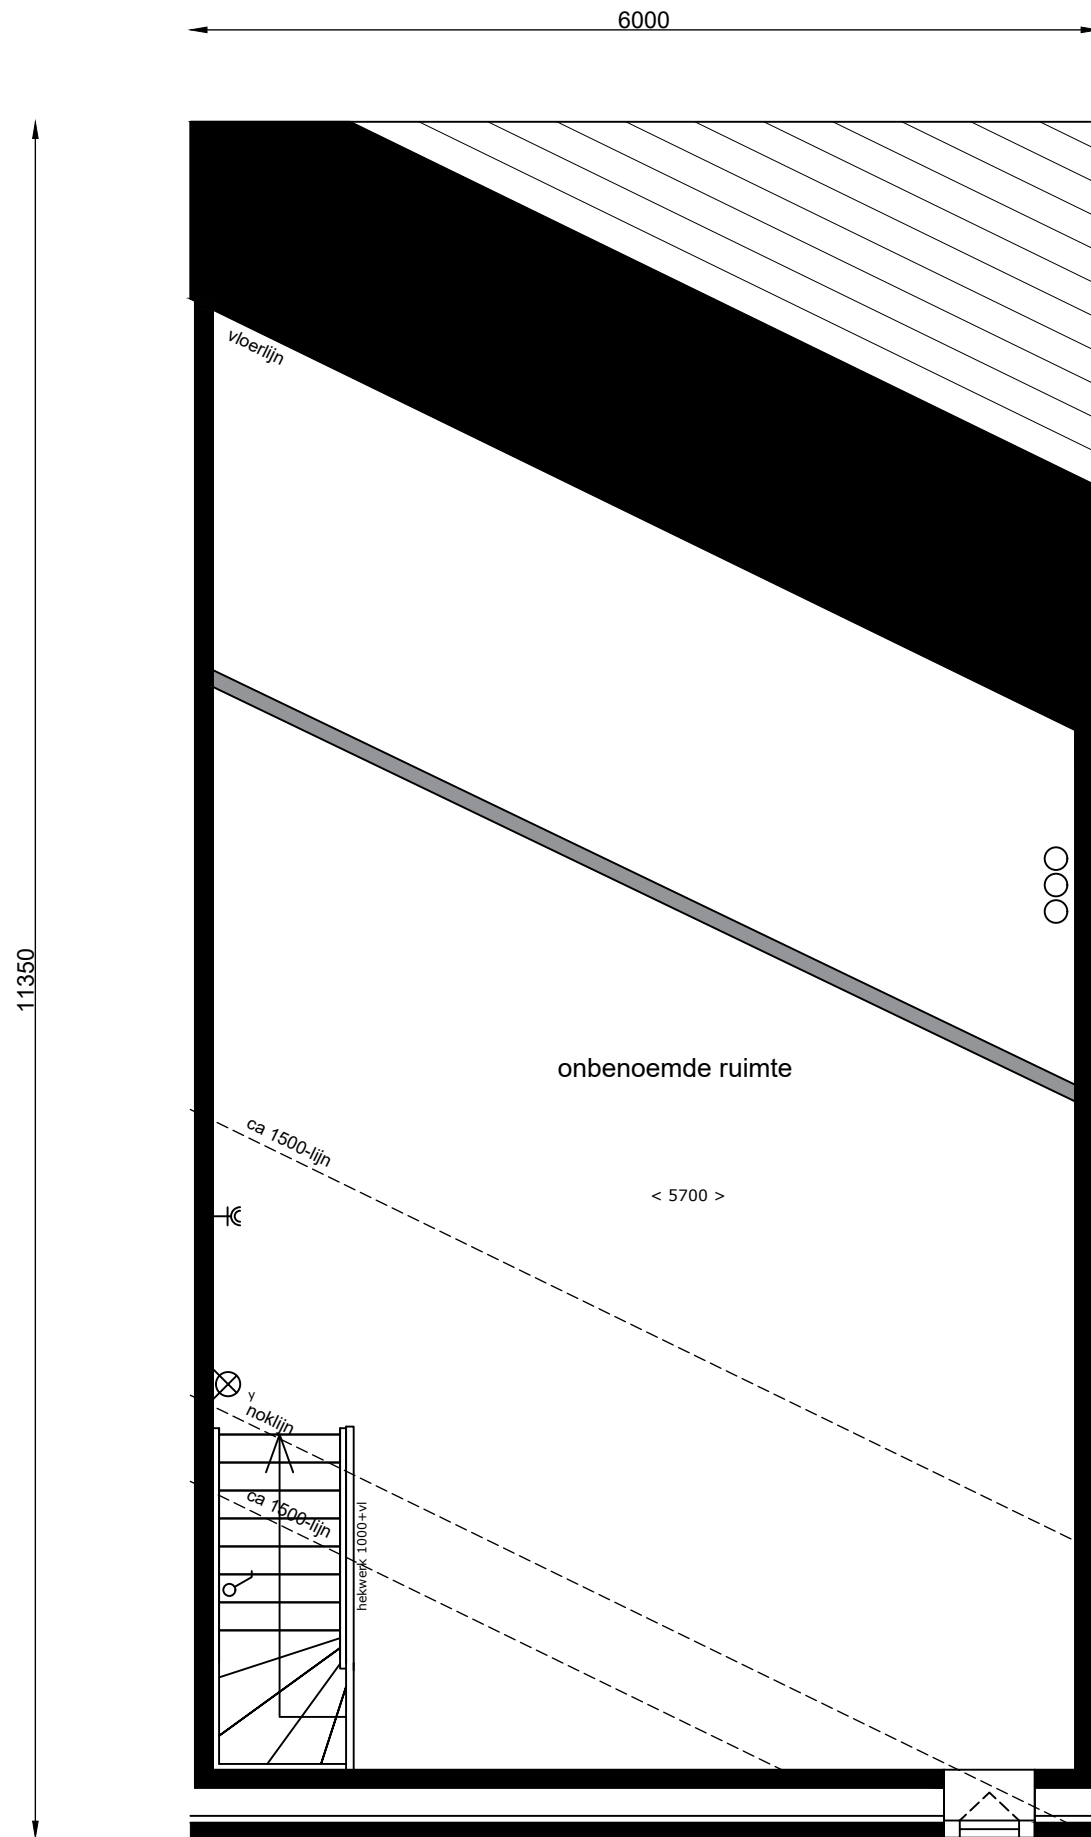 6000
vloerlijn
11350
onbenoemde ruimte
ca 1500-lijn
< 5700 >
y
noklijn
ca 1500-lijn
hekwerk 1000+vl